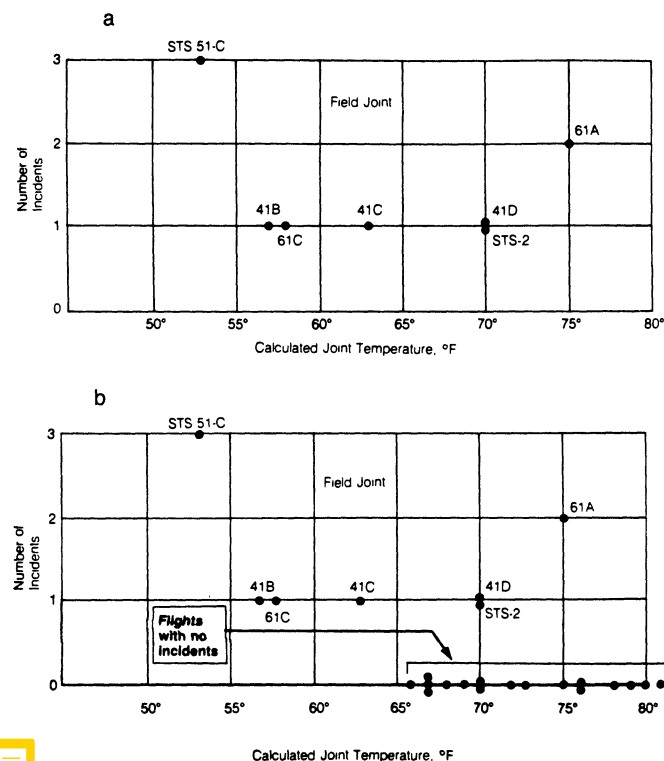 a
STS 51-C
3
Field Joint
61A
2
Number of
Incidents
41B
41C
41D
1
61C
STS-2
0
50° 55° 60° 65° 70° 75° 80°
Calculated Joint Temperature, °F
b
STS 51-C
3
Field Joint
61A
2
Number of
Incidents
41B
41C
41D
1
61C
STS-2
Flights
with no
incidents
0
50° 55° 60° 65° 70° 75° 80°
Calculated Joint Temperature, °F